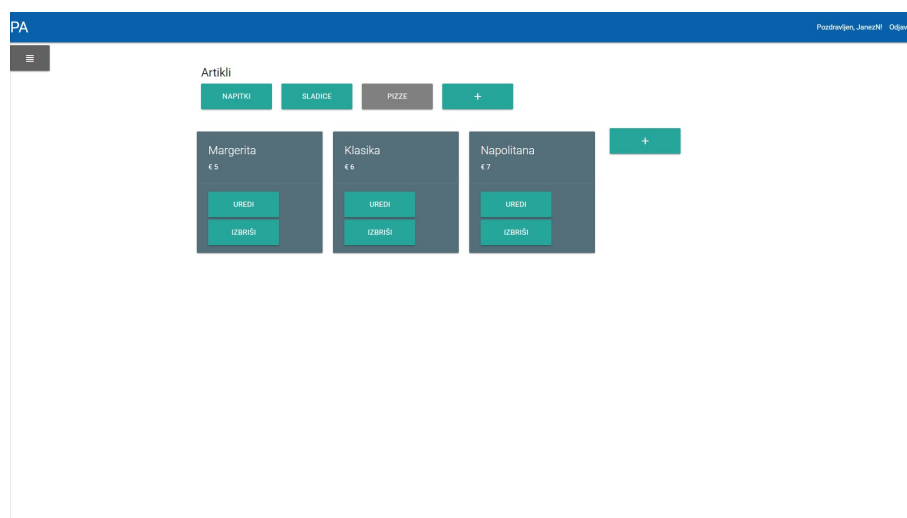 PA
Pozdravljen, JanezN! Odjav
Artikli
NAPITKI SLADICE PIZZE +
+
Margerita
€ 5
UREDI
IZBRIŠI
Klasika
€ 6
UREDI
IZBRIŠI
Napolitana
€ 7
UREDI
IZBRIŠI